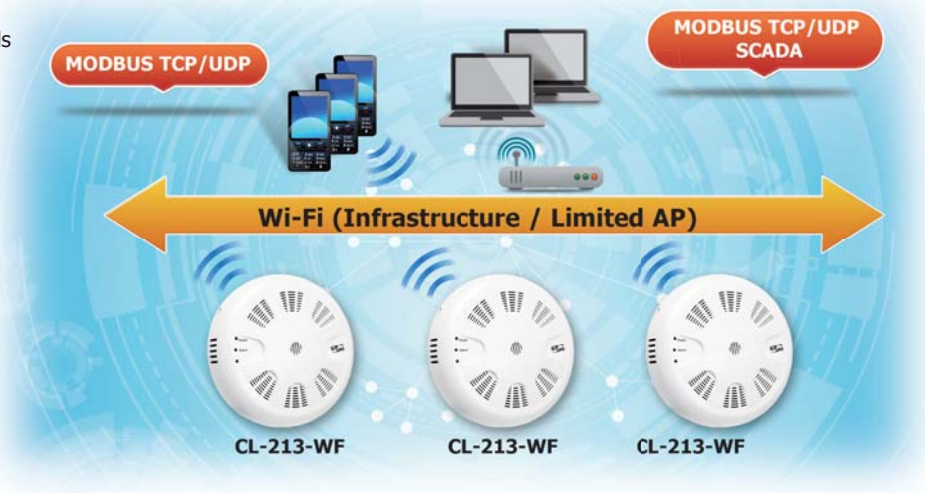 ls
MODBUS TCP/UDP
MODBUS TCP/UDP
SCADA
Wi-Fi (Infrastructure / Limited AP)
CL-213-WF
CL-213-WF
CL-213-WF